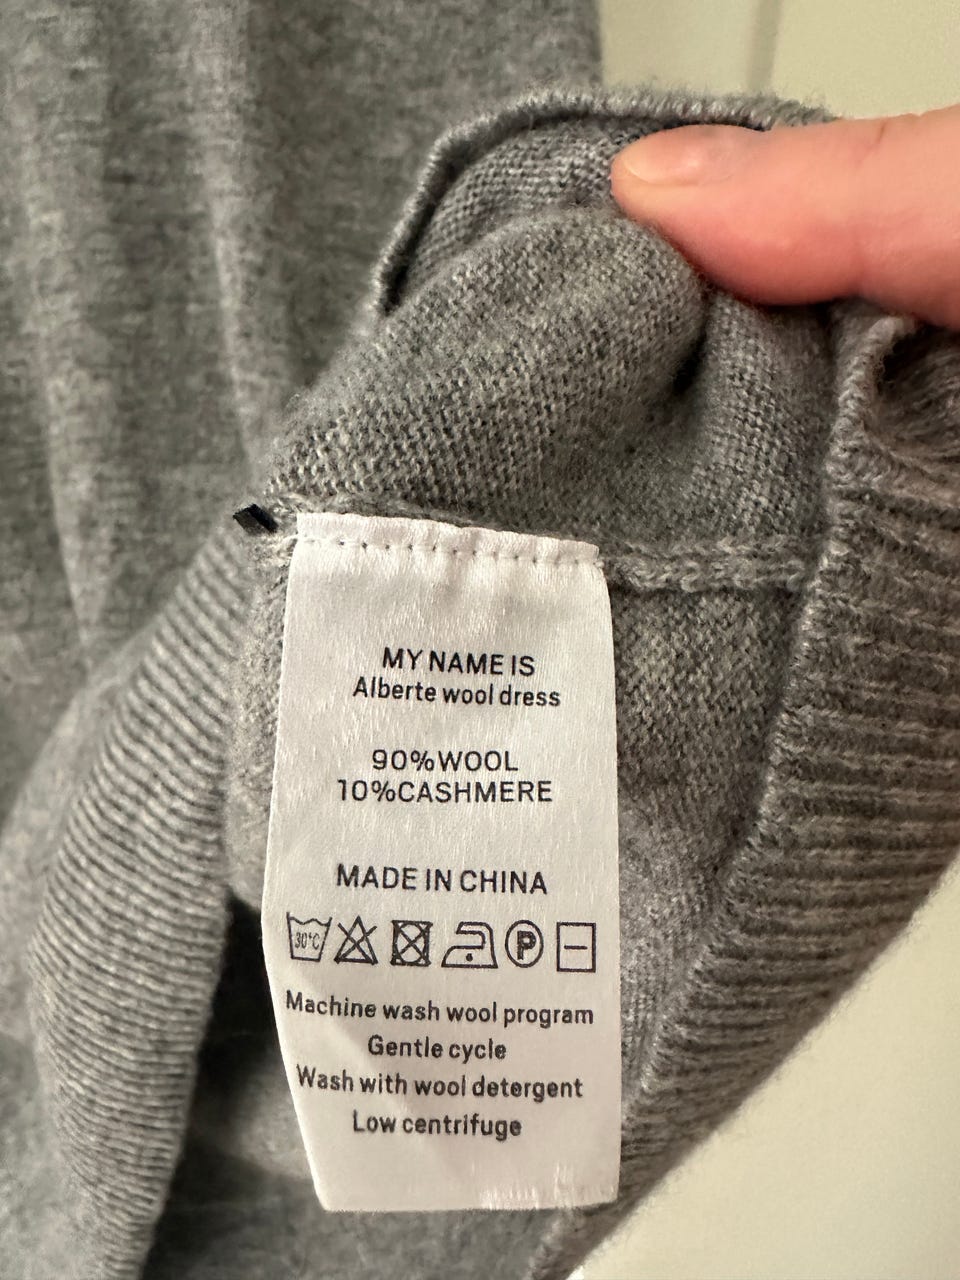 MY NAME IS
Alberte wool dress
90%WOOL
10%CASHMERE
MADE IN CHINA
30°C P
Machine wash wool program
Gentle cycle
Wash with wool detergent
Low centrifuge